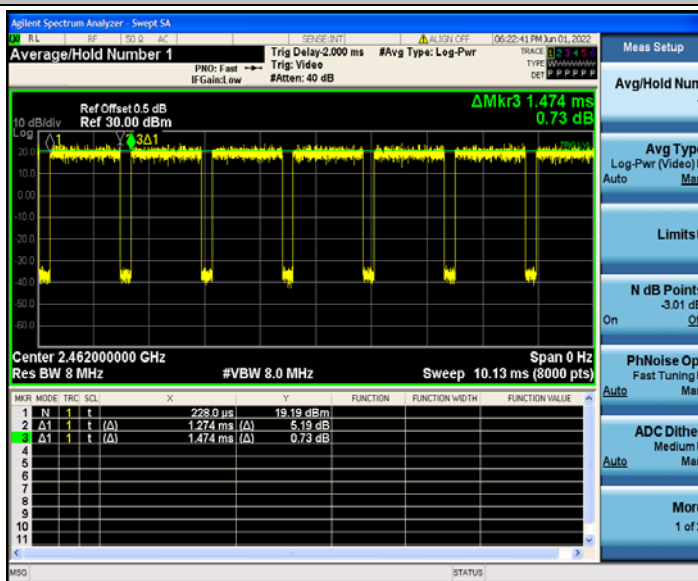 Agilent Spectrum Analyzer - Swept SA
RL RF 50 Ω AC SENSE:INT ALIGN OFF 06:22:41 PM Jun 01, 2022
Average/Hold Number 1
PNO: Fast
IFGain:Low
Trig Delay-2.000 ms
Trig: Video
#Atten: 40 dB
#Avg Type: Log-Pwr
TRACE 1 2 3 4 5 6
TYPE
DET P P P P P P
Ref Offset 0.5 dB
10 dB/div Ref 30.00 dBm
ΔMkr3 1.474 ms
0.73 dB
Log
1 3Δ1
20.0
10.0
0.00
-10.0
-20.0
-30.0
-40.0
-50.0
-60.0
Center 2.462000000 GHz Span 0 Hz
Res BW 8 MHz #VBW 8.0 MHz Sweep 10.13 ms (8000 pts)
MKR MODE TRC SCL X Y FUNCTION FUNCTION WIDTH FUNCTION VALUE
1 N 1 t 228.0 µs 19.19 dBm
2 Δ1 1 t (Δ) 1.274 ms (Δ) 5.19 dB
3 Δ1 1 t (Δ) 1.474 ms (Δ) 0.73 dB
4
5
6
7
8
9
10
11
MSG STATUS
Meas Setup
Avg/Hold Num
Avg Type
Log-Pwr (Video)
Auto Man
Limits
N dB Points
-3.01 dB
On
PhNoise Op
Fast Tuning
Auto Ma
ADC Dithe
Medium
Auto Ma
More
1 of 2